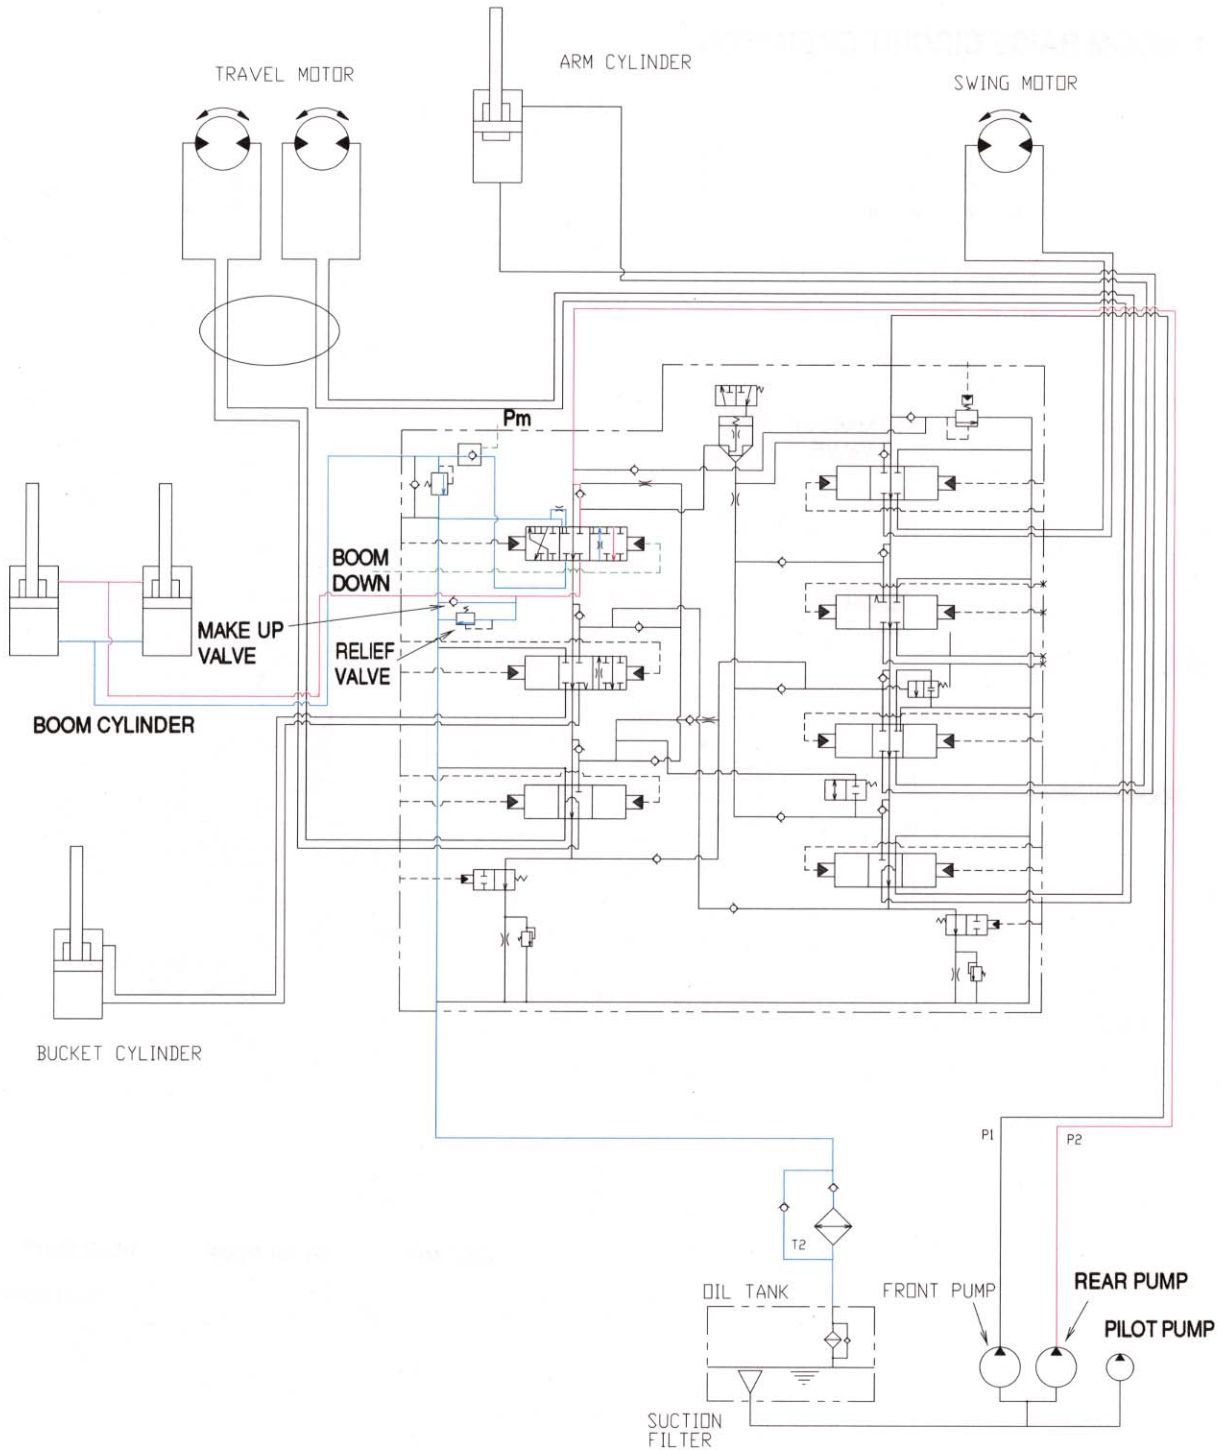 ARM CYLINDER
TRAVEL MOTOR
SWING MOTOR
Pm
BOOM
DOWN
MAKE UP
VALVE
RELIEF
VALVE
BOOM CYLINDER
BUCKET CYLINDER
P1
P2
T2
OIL TANK
FRONT PUMP
REAR PUMP
PILOT PUMP
SUCTION
FILTER